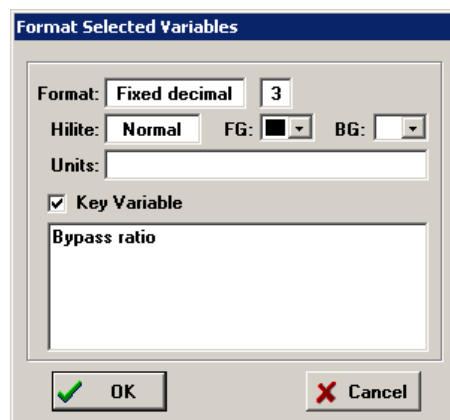 Format Selected Variables
Format: Fixed decimal 3
Hilite: Normal FG: BG:
Units:
Key Variable
Bypass ratio
OK Cancel